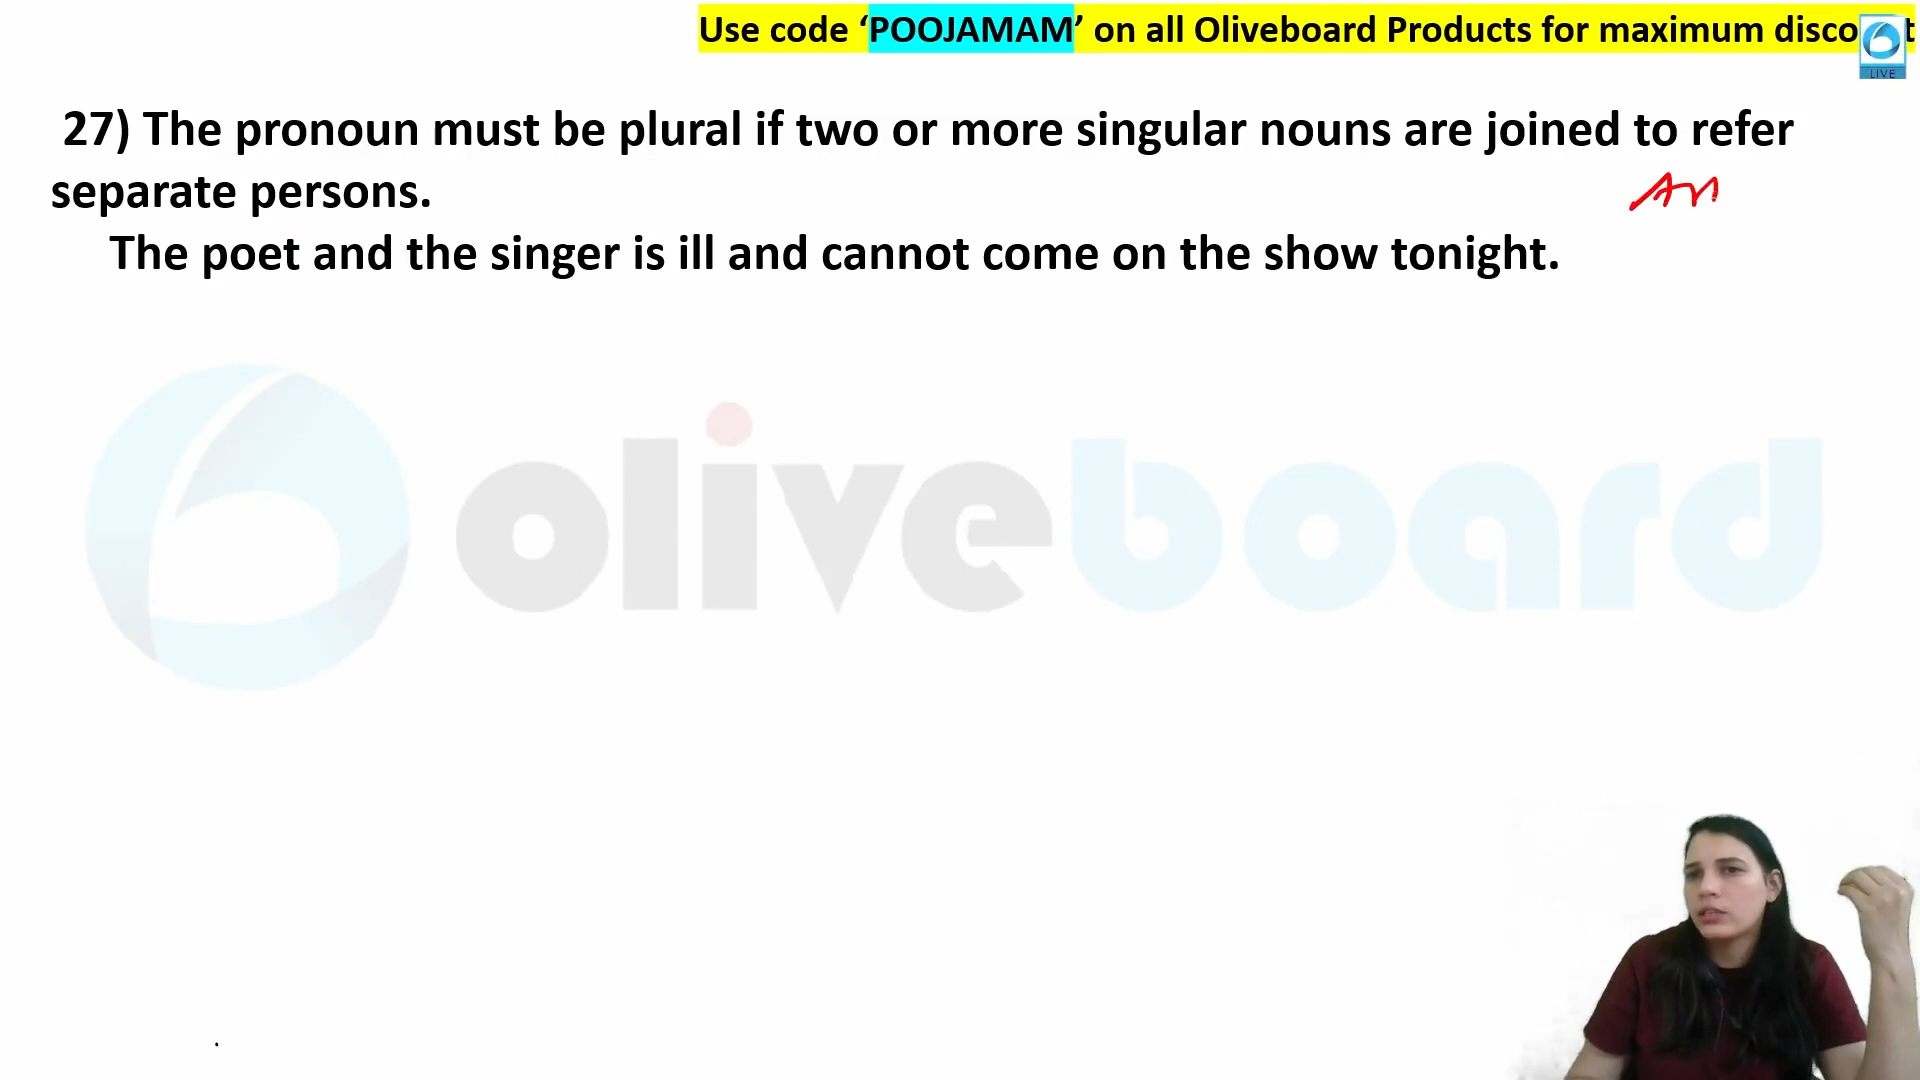 Use code ‘POOJAMAM’ on all Oliveboard Products for maximum disco t
LIVE
27) The pronoun must be plural if two or more singular nouns are joined to refer
separate persons.
The poet and the singer is ill and cannot come on the show tonight.
oliveboard